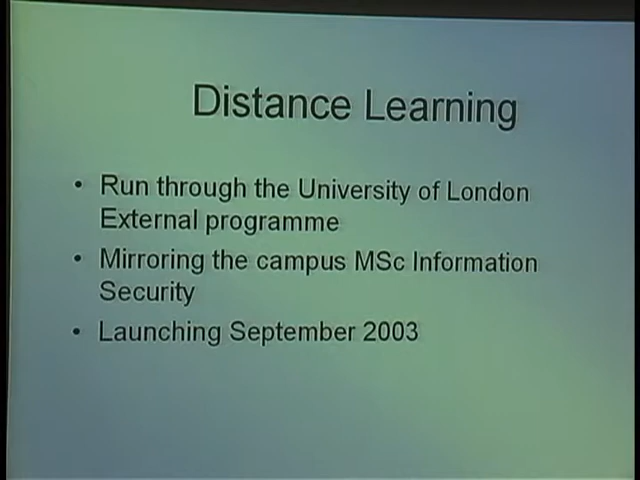 Distance Learning
• Run through the University of London
External programme
• Mirroring the campus MSc Information
Security
• Launching September 2003